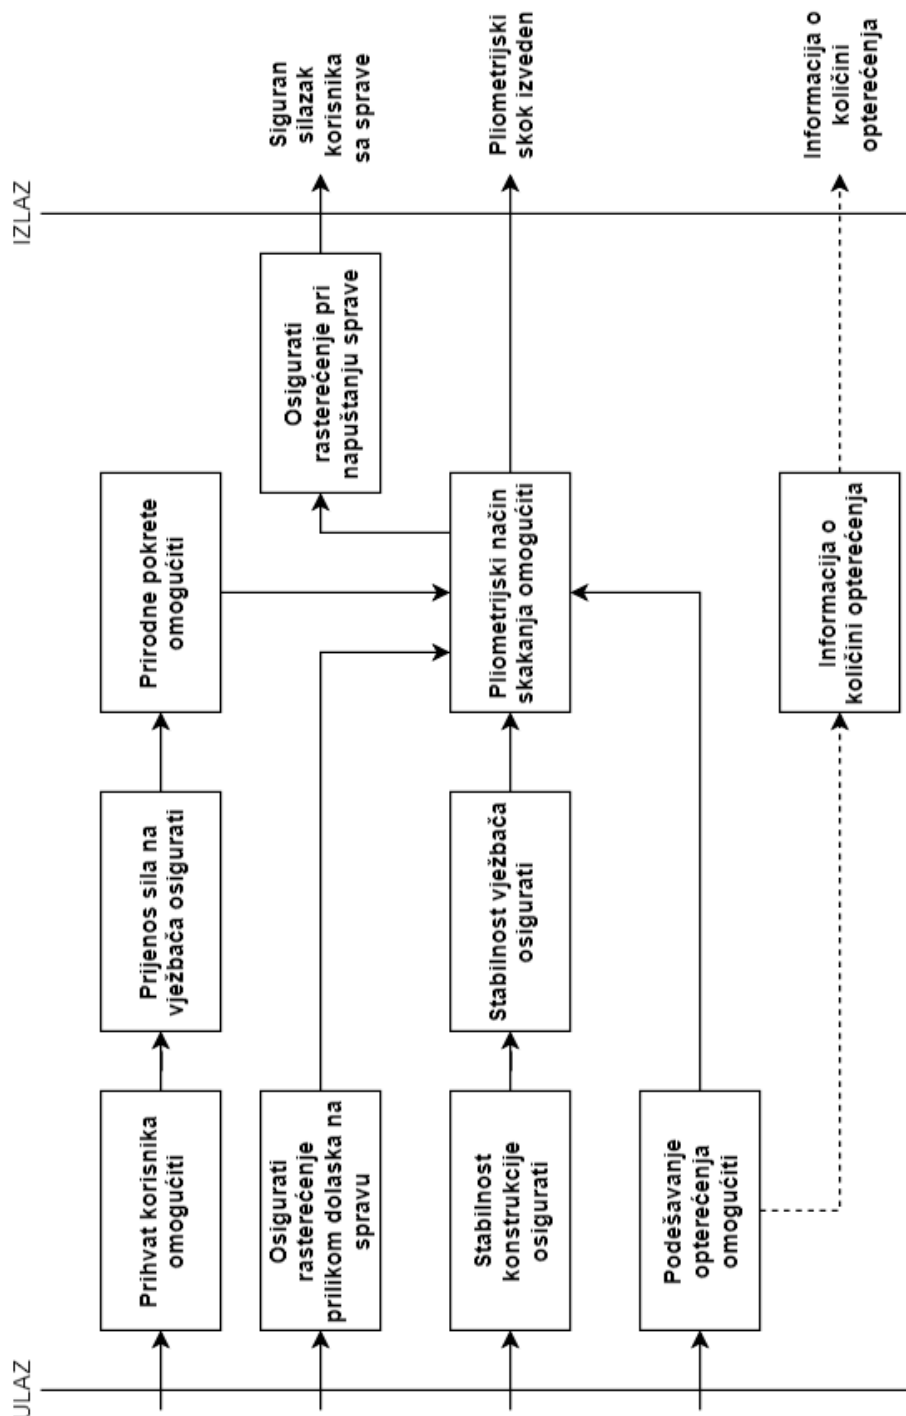 ULAZ
IZLAZ
Prihvat korisnika
omogućiti
Prijenos sila na
vježbača osigurati
Prirodne pokrete
omogućiti
Osigurati
rasterećenje
prilikom dolaska na
spravu
Osigurati
rasterećenje pri
napuštanju sprave
Siguran
silazak
korisnika
sa sprave
Stabilnost
konstrukcije
osigurati
Stabilnost vježbača
osigurati
Pliometrijski način
skakanja omogućiti
Pliometrijski
skok izveden
Podešavanje
opterećenja
omogućiti
Informacija o
količini opterećenja
Informacija o
količini
opterećenja